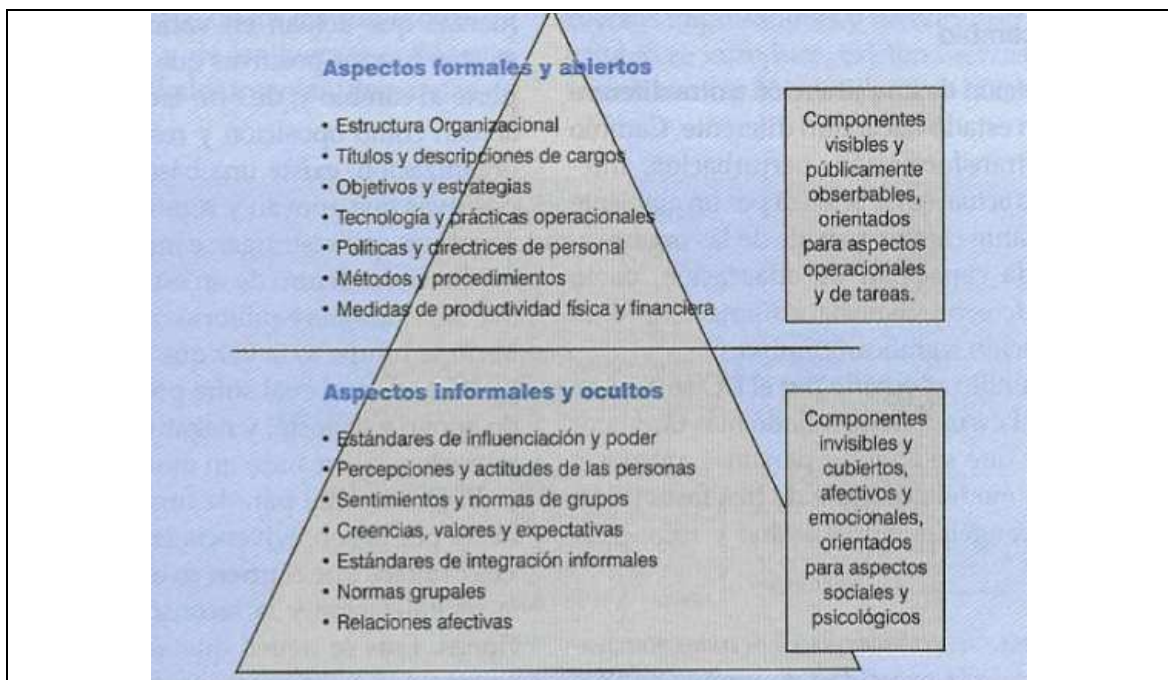 Aspectos formales y abiertos
• Estructura Organizacional
• Títulos y descripciones de cargos
• Objetivos y estrategias
• Tecnología y prácticas operacionales
• Políticas y directrices de personal
• Métodos y procedimientos
• Medidas de productividad física y financiera
Componentes
visibles y
públicamente
obserbables,
orientados
para aspectos
operacionales
y de tareas.
Aspectos informales y ocultos
• Estándares de influenciación y poder
• Percepciones y actitudes de las personas
• Sentimientos y normas de grupos
• Creencias, valores y expectativas
• Estándares de integración informales
• Normas grupales
• Relaciones afectivas
Componentes
invisibles y
cubiertos,
afectivos y
emocionales,
orientados
para aspectos
sociales y
psicológicos